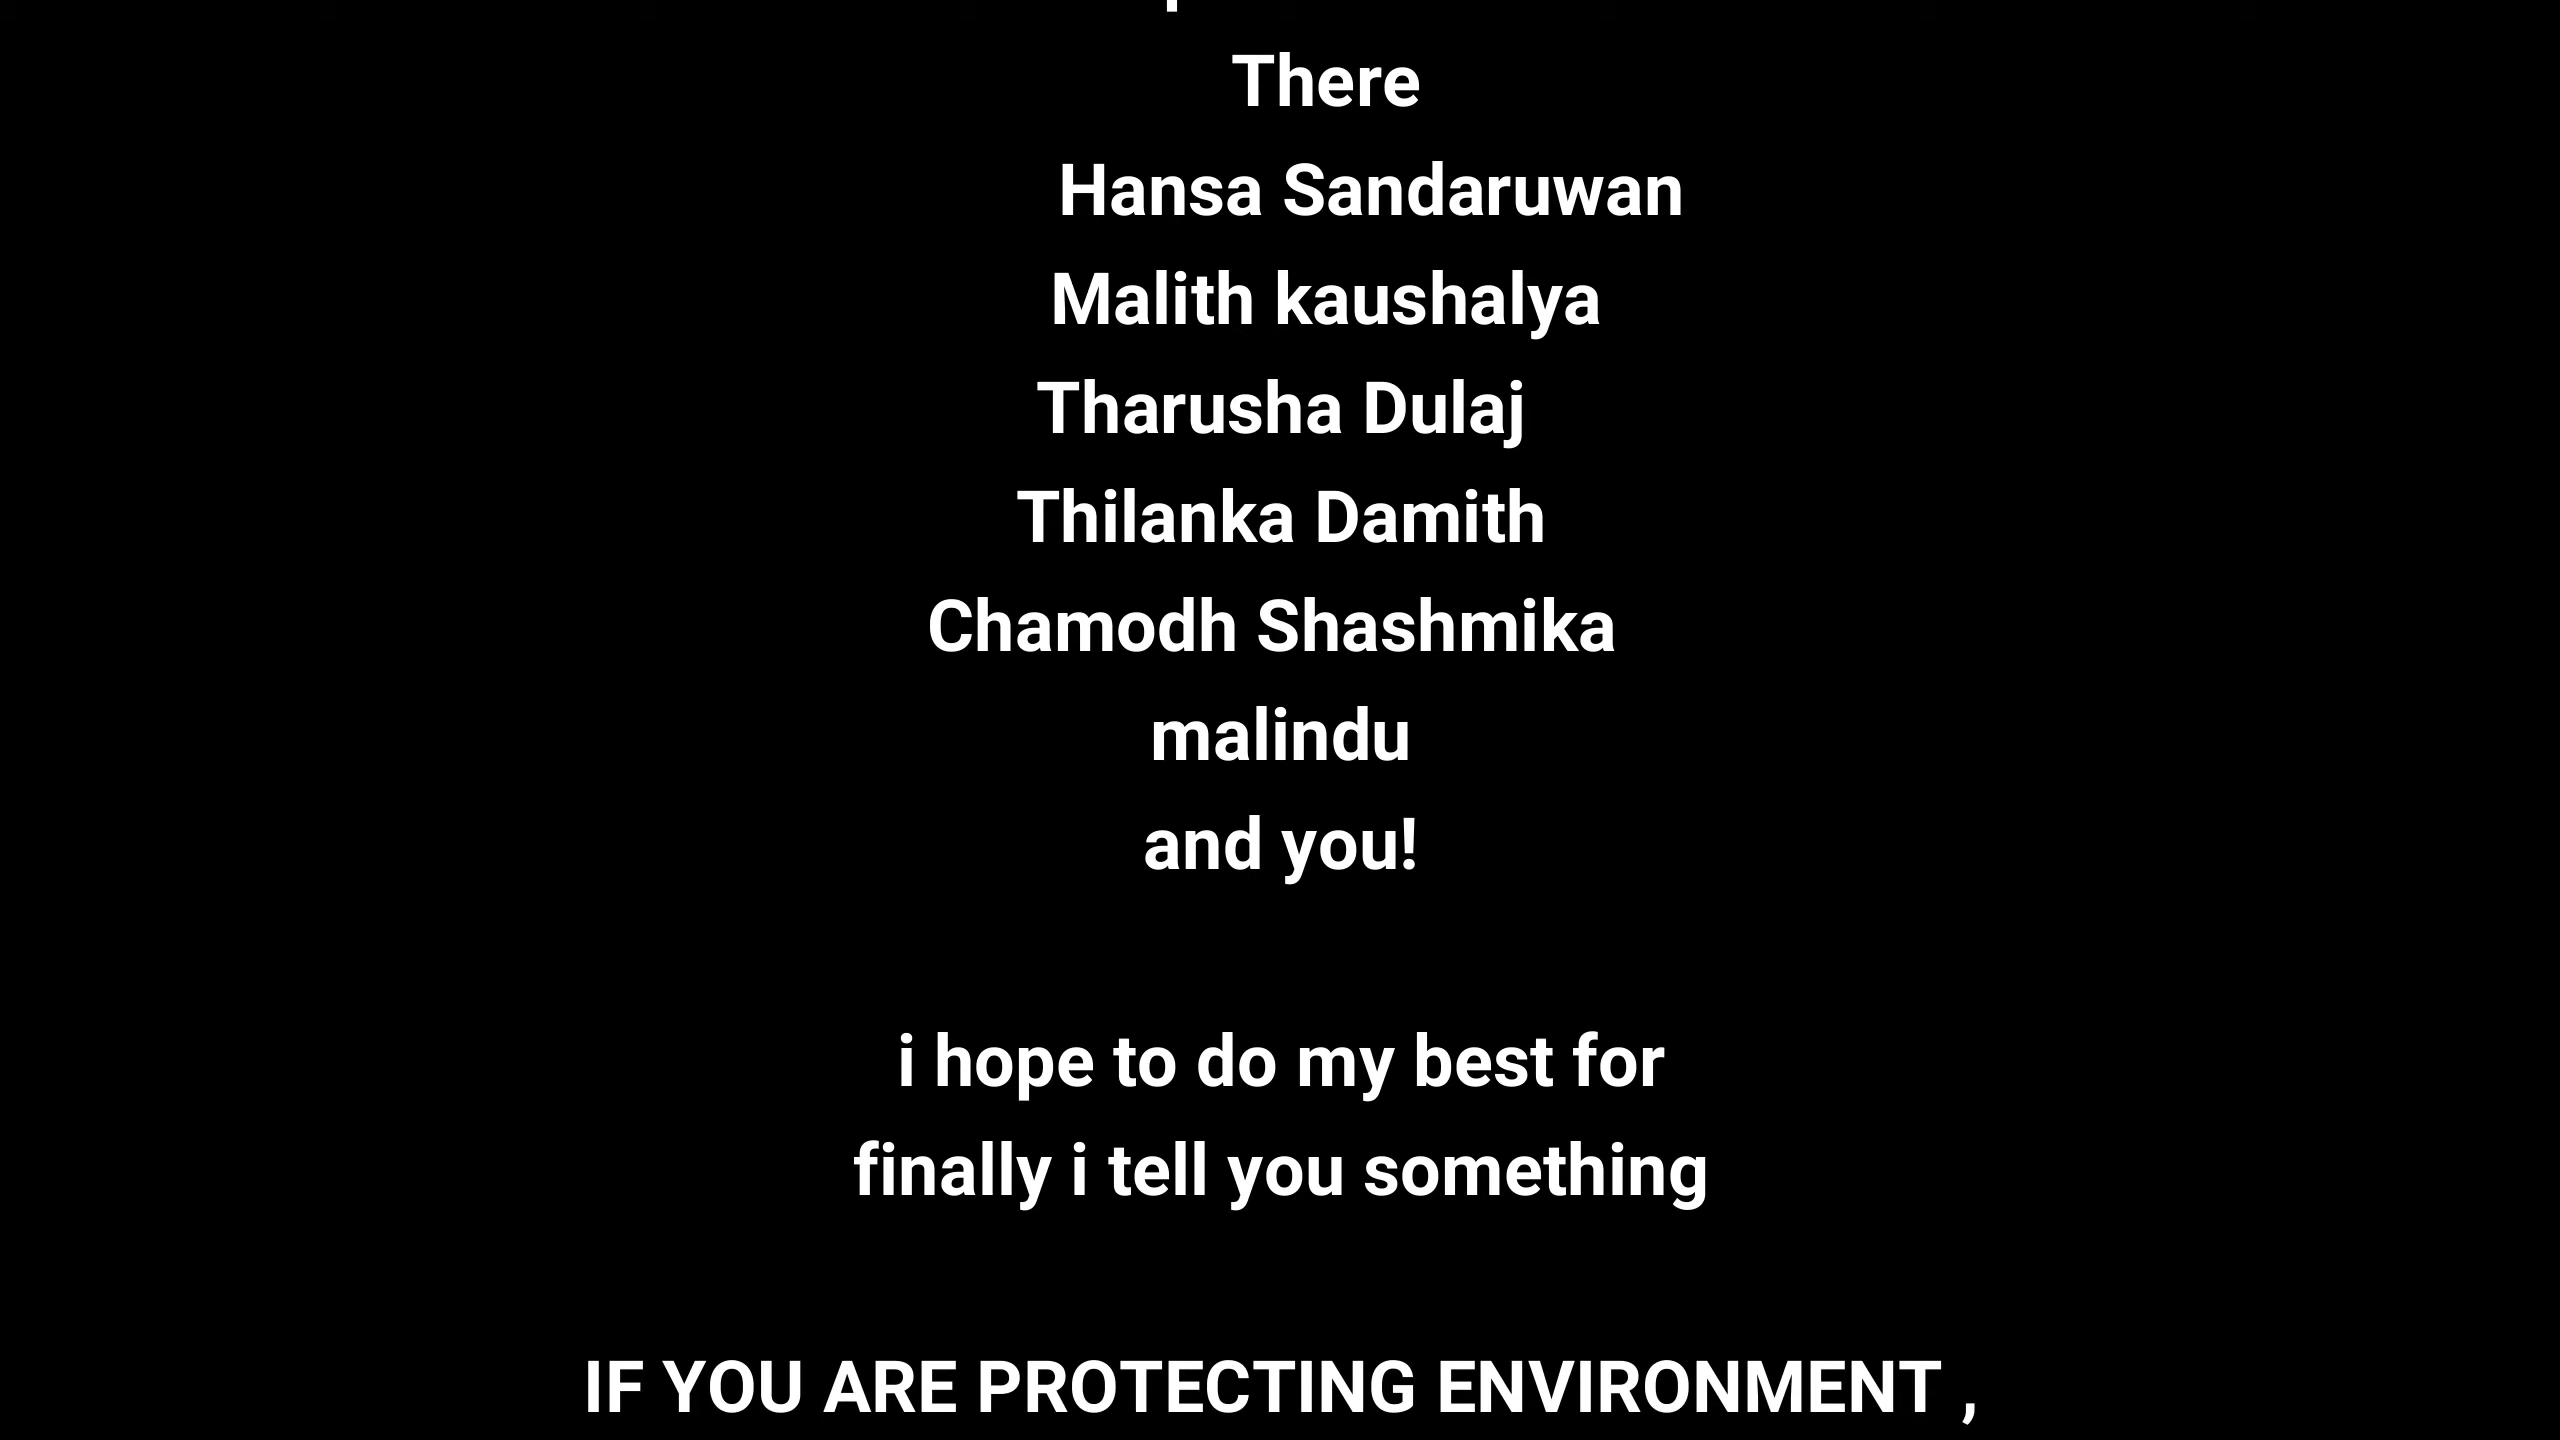 There
Hansa Sandaruwan
Malith kaushalya
Tharusha Dulaj
Thilanka Damith
Chamodh Shashmika
malindu
and you!
i hope to do my best for
finally i tell you something
IF YOU ARE PROTECTING ENVIRONMENT ,